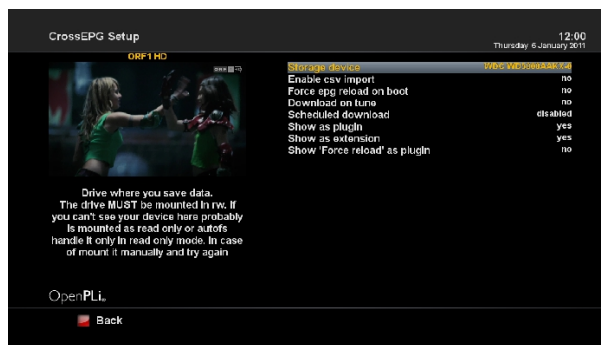 CrossEPG Setup
12:00
Thursday 6 January 2011
ORF1 HD
Storage device
Enable csv import no
Force epg reload on boot no
Download on tune no
Scheduled download disabled
Show as plugin yes
Show as extension yes
Show 'Force reload' as plugin no
Drive where you save data.
The drive MUST be mounted in rw. If
you can't see your device here probably
is mounted as read only or autofs
handle it only in read only mode. In case
of mount it manually and try again
OpenPLi
Back